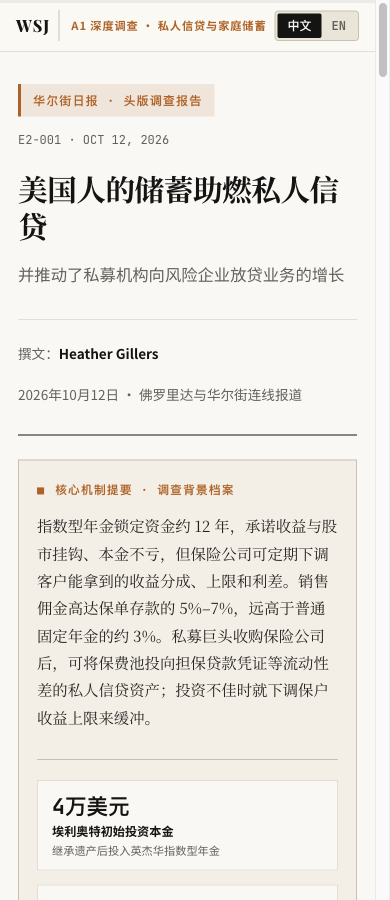 WSJ
A1 深度调查 · 私人信贷与家庭储蓄
中文
EN
华尔街日报 · 头版调查报告
E2-001 · OCT 12, 2026
美国人的储蓄助燃私人信
贷
并推动了私募机构向风险企业放贷业务的增长
撰文：Heather Gillers
2026年10月12日 · 佛罗里达与华尔街连线报道
■ 核心机制提要 · 调查背景档案
指数型年金锁定资金约 12 年，承诺收益与股
市挂钩、本金不亏，但保险公司可定期下调
客户能拿到的收益分成、上限和利差。销售
佣金高达保单存款的 5%–7%，远高于普通
固定年金的约 3%。私募巨头收购保险公司
后，可将保费池投向担保贷款凭证等流动性
差的私人信贷资产；投资不佳时就下调保户
收益上限来缓冲。
4万美元
埃利奥特初始投资本金
继承遗产后投入英杰华指数型年金